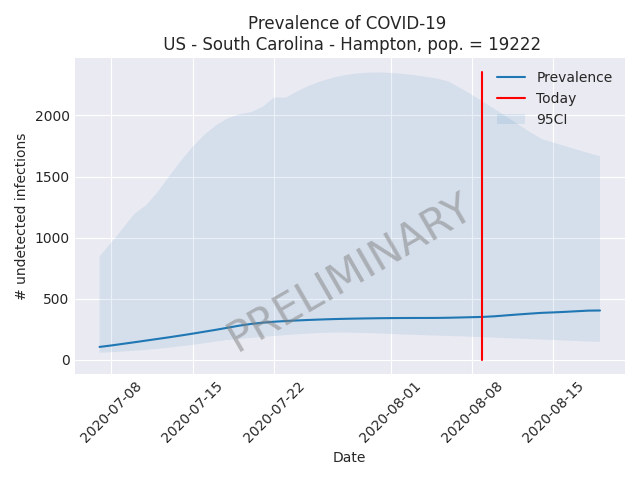 Prevalence of COVID-19
US - South Carolina - Hampton, pop. = 19222
Prevalence
Today
95CI
# undetected infections
2000
1500
1000
500
0
PRELIMINARY
2020-07-08
2020-07-15
2020-07-22
2020-08-01
2020-08-08
2020-08-15
Date